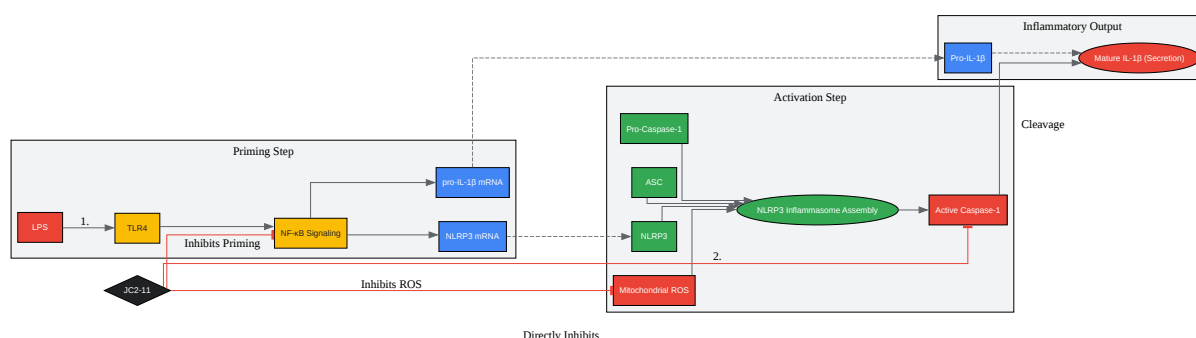 Inflammatory Output
Pro-IL-1β
Mature IL-1β (Secretion)
Activation Step
Cleavage
Pro-Caspase-1
Priming Step
pro-IL-1β mRNA
ASC
NLRP3 Inflammasome Assembly
Active Caspase-1
LPS
1.
TLR4
NF-κB Signaling
NLRP3 mRNA
NLRP3
Inhibits Priming
2.
JC2-11
Inhibits ROS
Mitochondrial ROS
Directly Inhibits